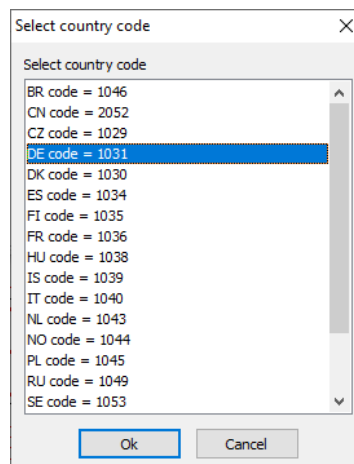 Select country code
Select country code
BR code = 1046
CN code = 2052
CZ code = 1029
DE code = 1031
DK code = 1030
ES code = 1034
FI code = 1035
FR code = 1036
HU code = 1038
IS code = 1039
IT code = 1040
NL code = 1043
NO code = 1044
PL code = 1045
RU code = 1049
SE code = 1053
Ok Cancel